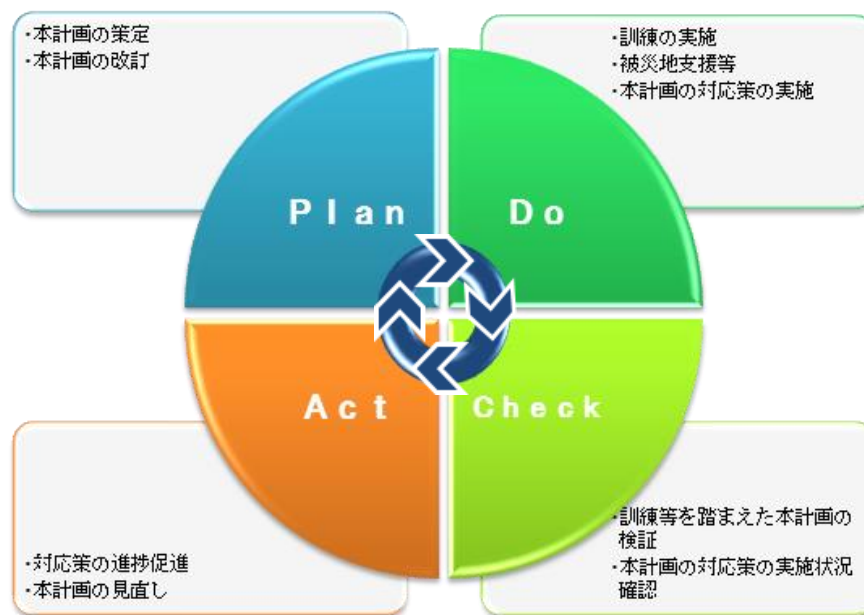 ・本計画の策定
・本計画の改訂
・訓練の実施
・被災地支援等
・本計画の対応策の実施
Plan
Do
Act
Check
・対応策の進捗促進
・本計画の見直し
・訓練等を踏まえた本計画の
検証
・本計画の対応策の実施状況
確認